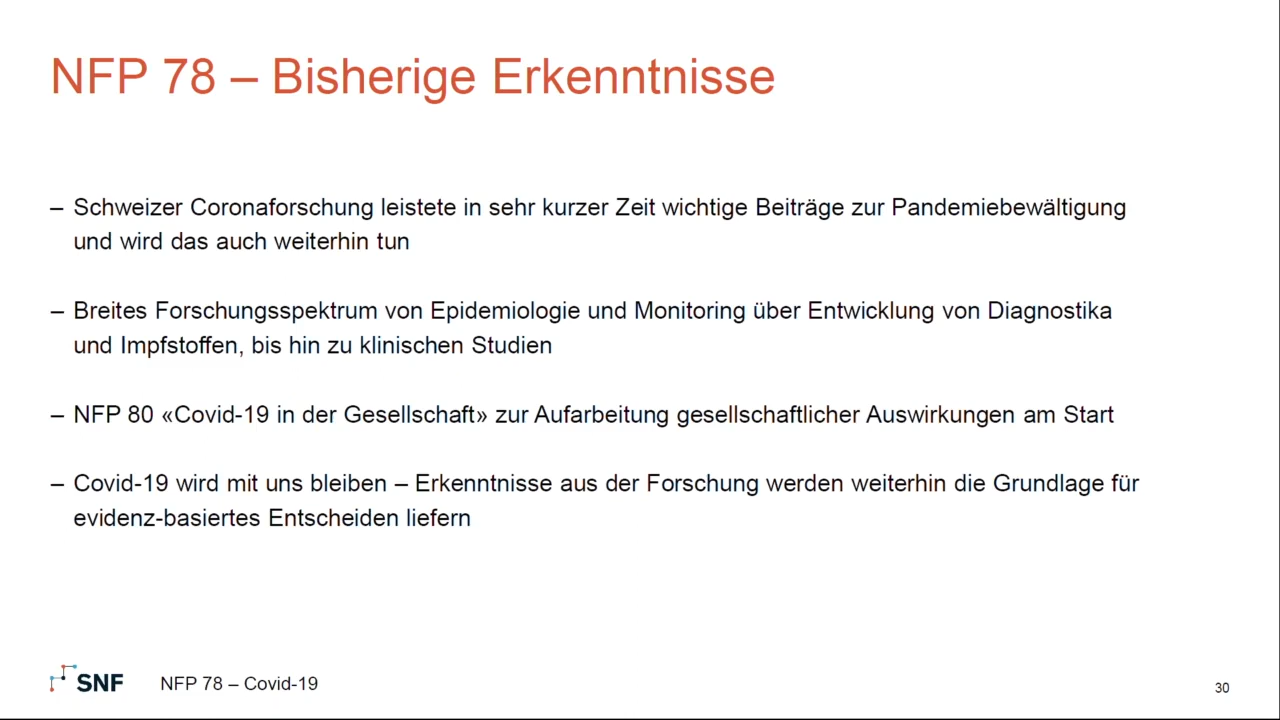 NFP 78 – Bisherige Erkenntnisse
– Schweizer Coronaforschung leistete in sehr kurzer Zeit wichtige Beiträge zur Pandemiebewältigung
und wird das auch weiterhin tun
– Breites Forschungsspektrum von Epidemiologie und Monitoring über Entwicklung von Diagnostika
und Impfstoffen, bis hin zu klinischen Studien
– NFP 80 «Covid-19 in der Gesellschaft» zur Aufarbeitung gesellschaftlicher Auswirkungen am Start
– Covid-19 wird mit uns bleiben – Erkenntnisse aus der Forschung werden weiterhin die Grundlage für
evidenz-basiertes Entscheiden liefern
SNF NFP 78 – Covid-19 30